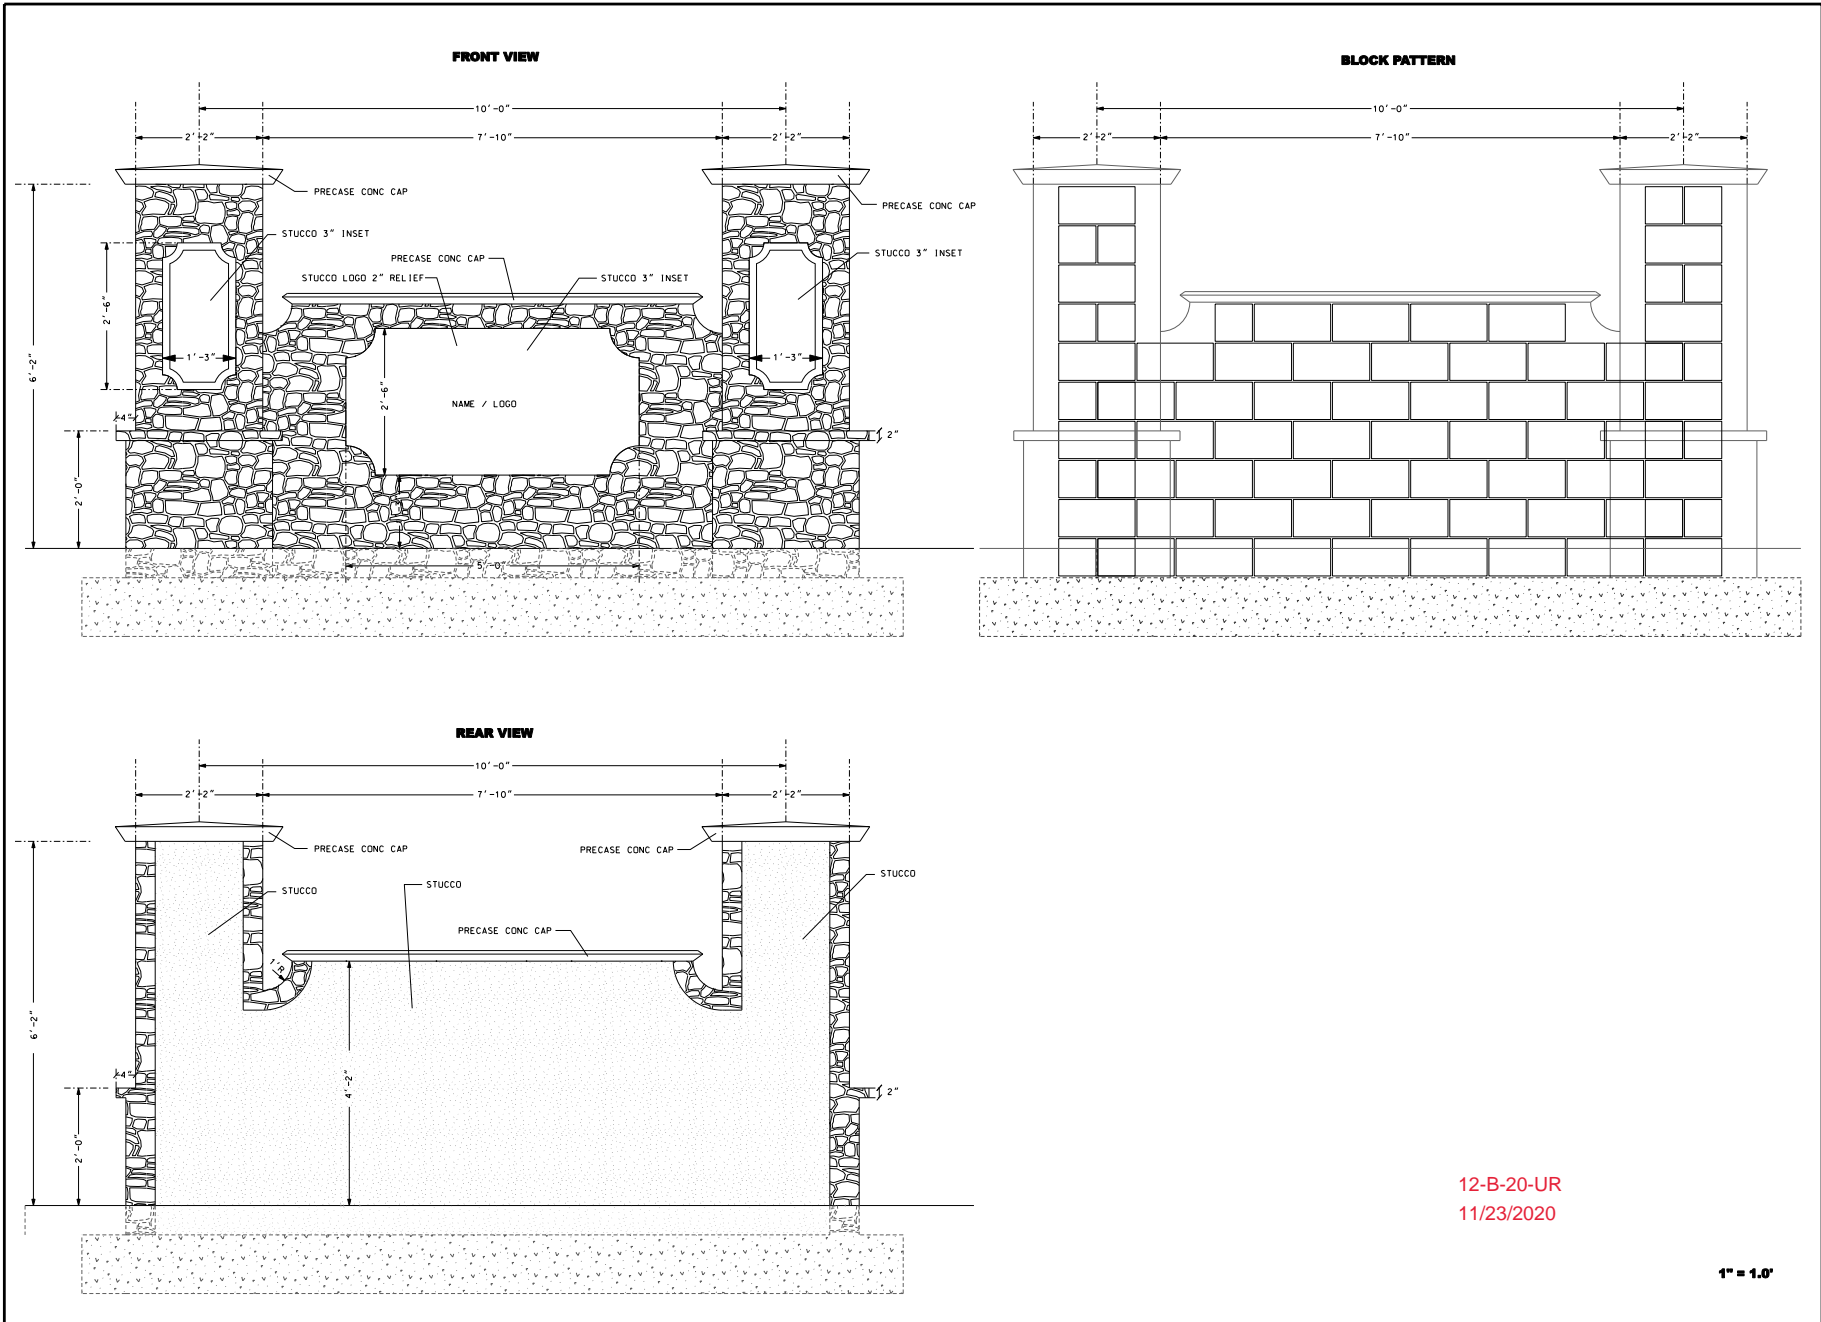 FRONT VIEW
10'-0"
2'-2"
7'-10"
2'-2"
PRECASE CONC CAP
PRECASE CONC CAP
STUCCO 3" INSET
STUCCO 3" INSET
PRECASE CONC CAP
STUCCO LOGO 2" RELIEF
STUCCO 3" INSET
2'-6"
6'-2"
1'-3"
1'-3"
2'-6"
NAME / LOGO
4"
2"
2'-0"
5'-0
BLOCK PATTERN
10'-0"
2'-2"
7'-10"
2'-2"
REAR VIEW
10'-0"
2'-2"
7'-10"
2'-2"
PRECASE CONC CAP
PRECASE CONC CAP
STUCCO
STUCCO
STUCCO
PRECASE CONC CAP
1'R
6'-2"
4"
4'-2"
2"
2'-0"
12-B-20-UR
11/23/2020
1" = 1.0'